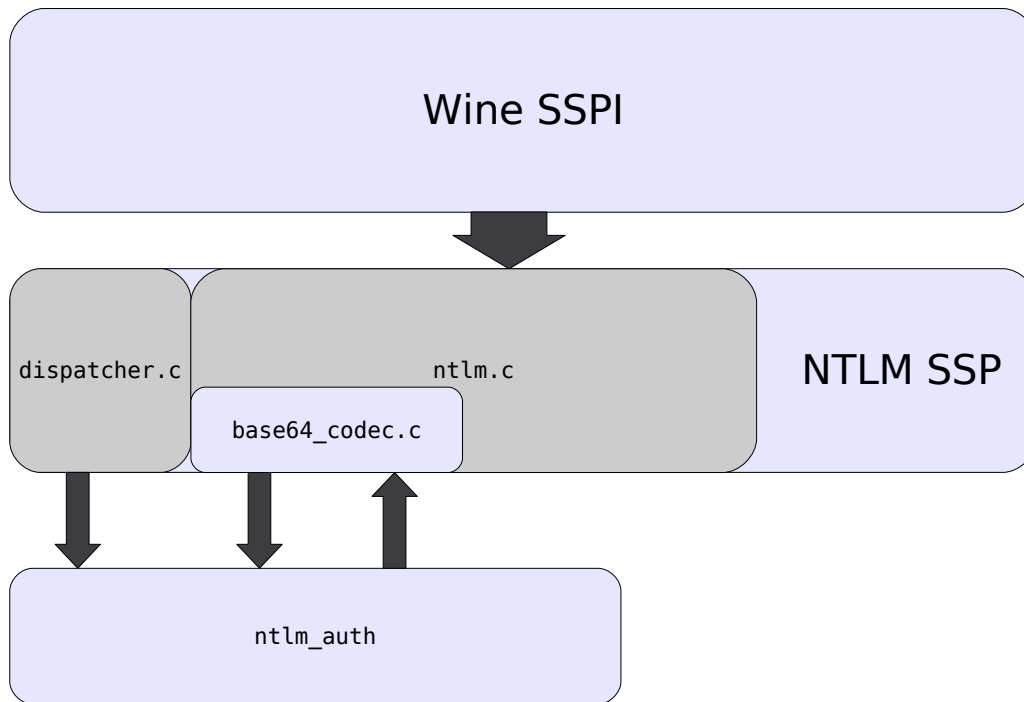 Wine SSPI
dispatcher.c
ntlm.c
NTLM SSP
base64_codec.c
ntlm_auth